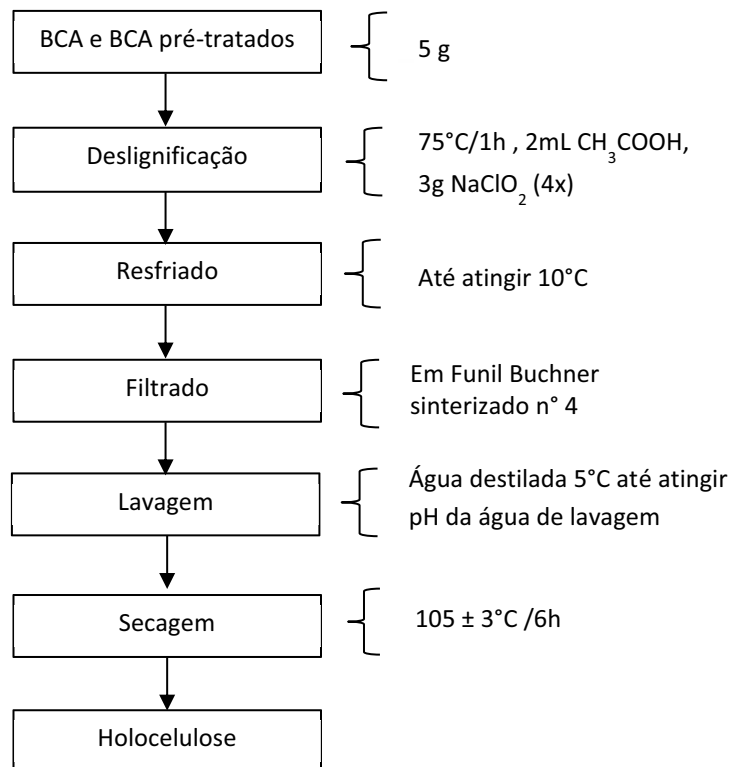 BCA e BCA pré-tratados
5 g
Deslignificação
75°C/1h , 2mL CH₃COOH,
3g NaClO₂ (4x)
Resfriado
Até atingir 10°C
Filtrado
Em Funil Buchner
sinterizado n° 4
Lavagem
Água destilada 5°C até atingir
pH da água de lavagem
Secagem
105 ± 3°C /6h
Holocelulose